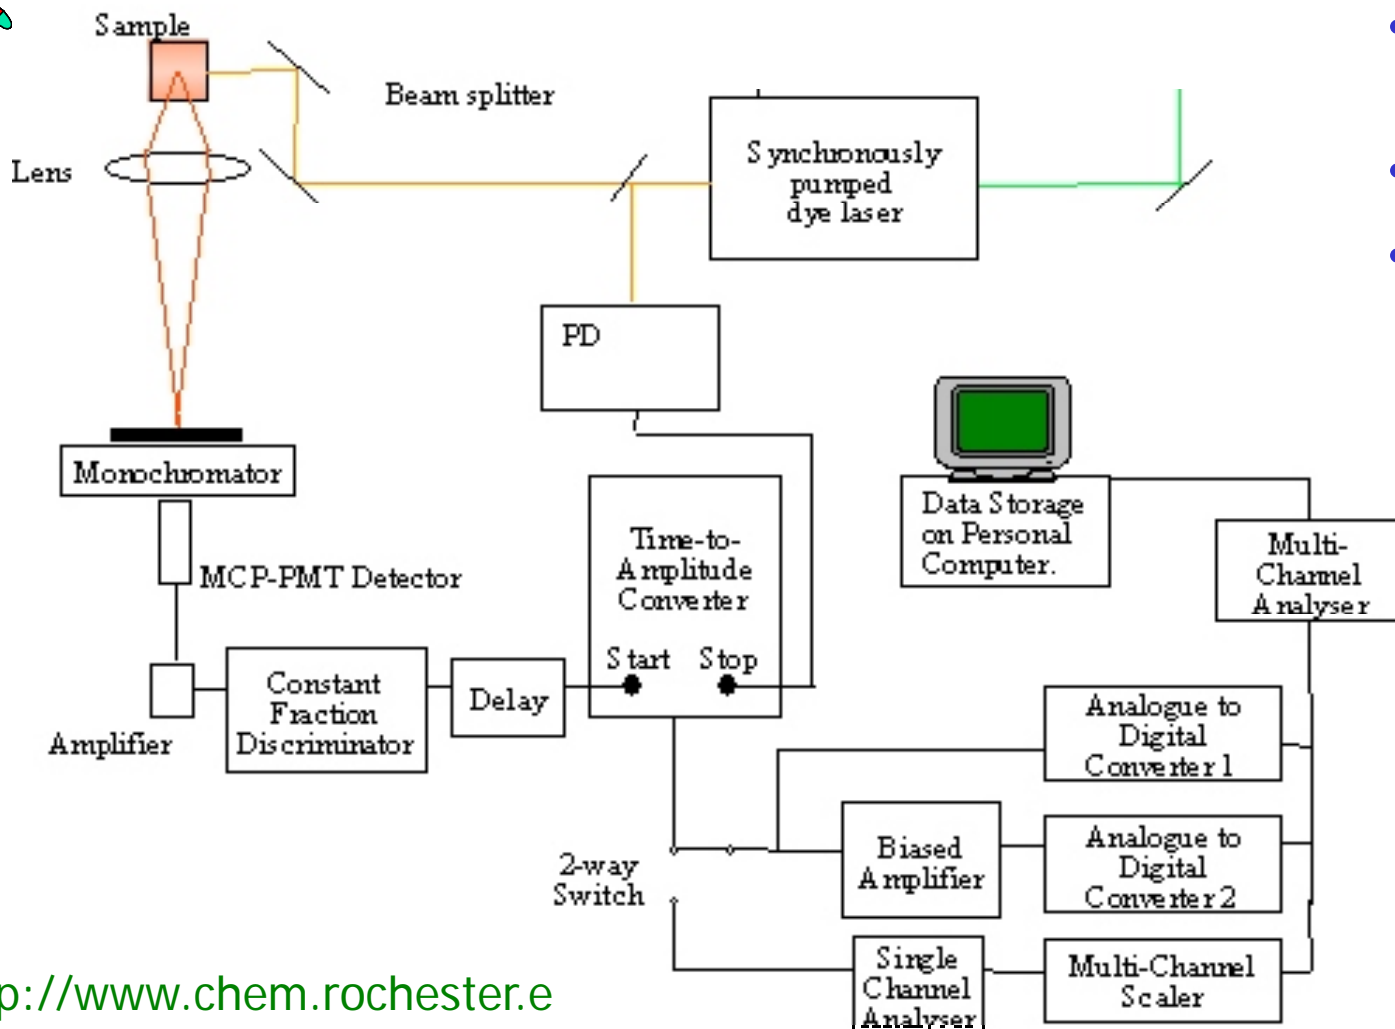 Sample
Beam splitter
Lens
Synchronously
pumped
dye laser
PD
Monochromator
MCP-PMT Detector
Time-to-
Amplitude
Converter
Start Stop
Data Storage
on Personal
Computer.
Multi-
Channel
Analyser
Amplifier
Constant
Fraction
Discriminator
Delay
Analogue to
Digital
Converter 1
2-way
Switch
Biased
Amplifier
Analogue to
Digital
Converter 2
Single
Channel
Analyser
Multi-Channel
Scaler
p://www.chem.rochester.e